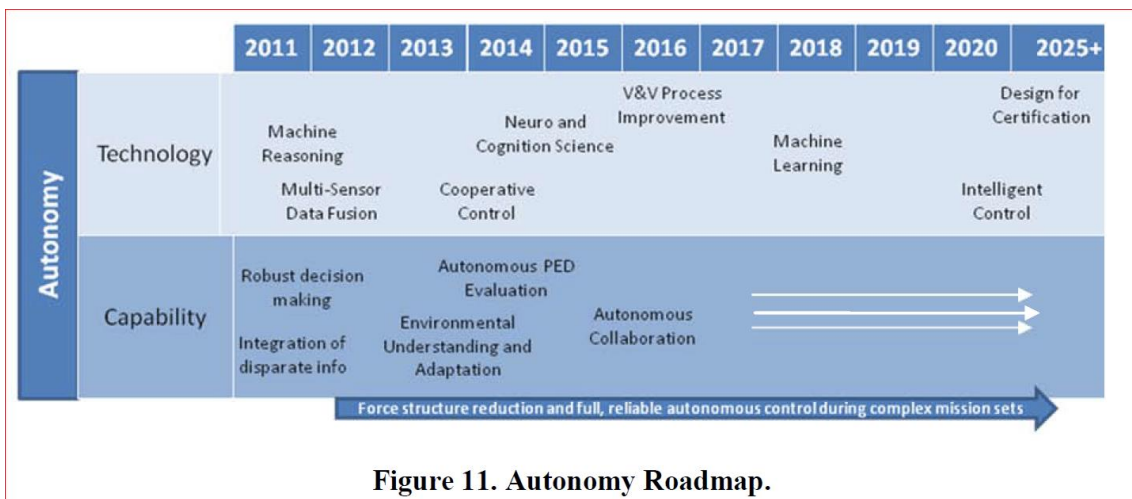 2011 2012 2013 2014 2015 2016 2017 2018 2019 2020 2025+
Autonomy
Technology
Machine
Reasoning
Multi-Sensor
Data Fusion
Neuro and
Cognition Science
Cooperative
Control
V&V Process
Improvement
Machine
Learning
Design for
Certification
Intelligent
Control
Capability
Robust decision
making
Integration of
disparate info
Autonomous PED
Evaluation
Environmental
Understanding and
Adaptation
Autonomous
Collaboration
Force structure reduction and full, reliable autonomous control during complex mission sets
Figure 11. Autonomy Roadmap.